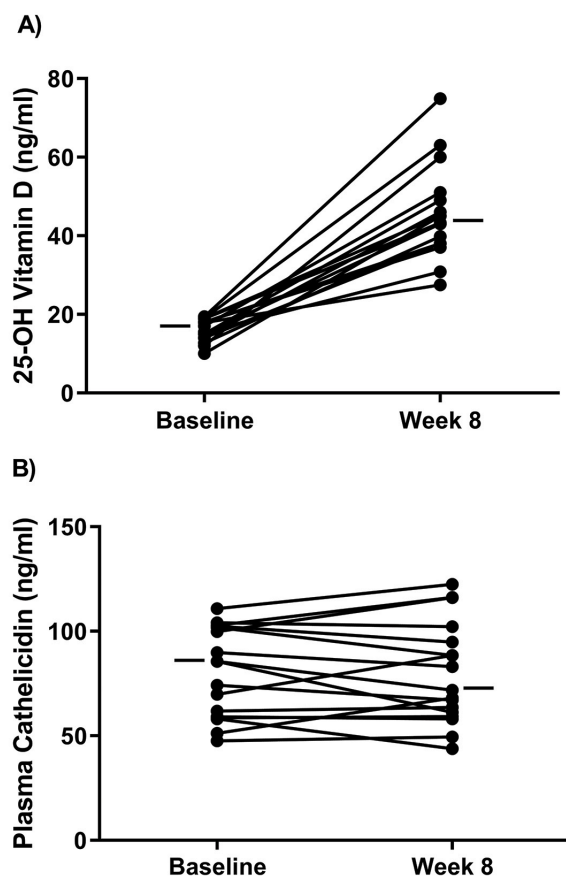 A)
25-OH Vitamin D (ng/ml)
80
60
40
20
0
Baseline Week 8
B)
Plasma Cathelicidin (ng/ml)
150
100
50
0
Baseline Week 8